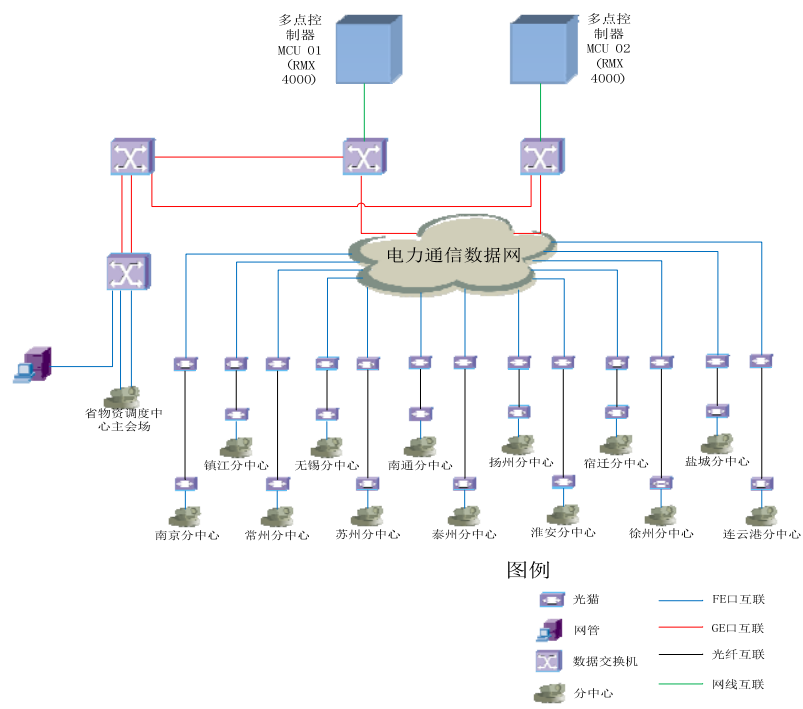 多点控
制器
MCU 01
(RMX
4000)
多点控
制器
MCU 02
(RMX
4000)
电力通信数据网
省物资调度中
心主会场
镇江分中心
无锡分中心
南通分中心
扬州分中心
宿迁分中心
盐城分中心
南京分中心
常州分中心
苏州分中心
泰州分中心
淮安分中心
徐州分中心
连云港分中心
图例
光猫
FE口互联
网管
GE口互联
数据交换机
光纤互联
分中心
网线互联